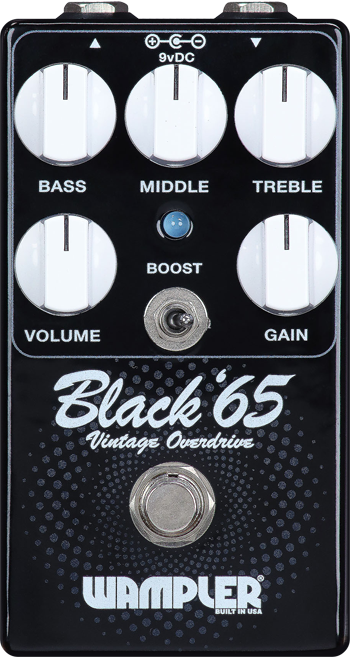 9vDC
BASS MIDDLE TREBLE
BOOST
VOLUME GAIN
Black '65
Vintage Overdrive
WAMPLER®
BUILT IN USA